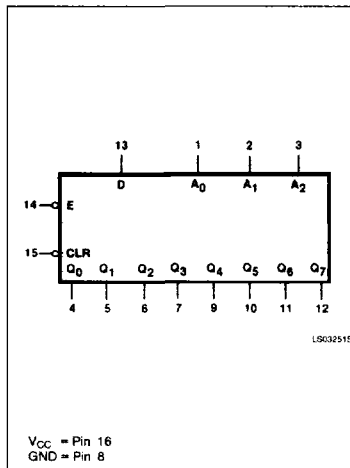 13 1 2 3
D A0 A1 A2
14 E
15 CLR
Q0 Q1 Q2 Q3 Q4 Q5 Q6 Q7
4 5 6 7 9 10 11 12
LS03251S
VCC = Pin 16
GND = Pin 8